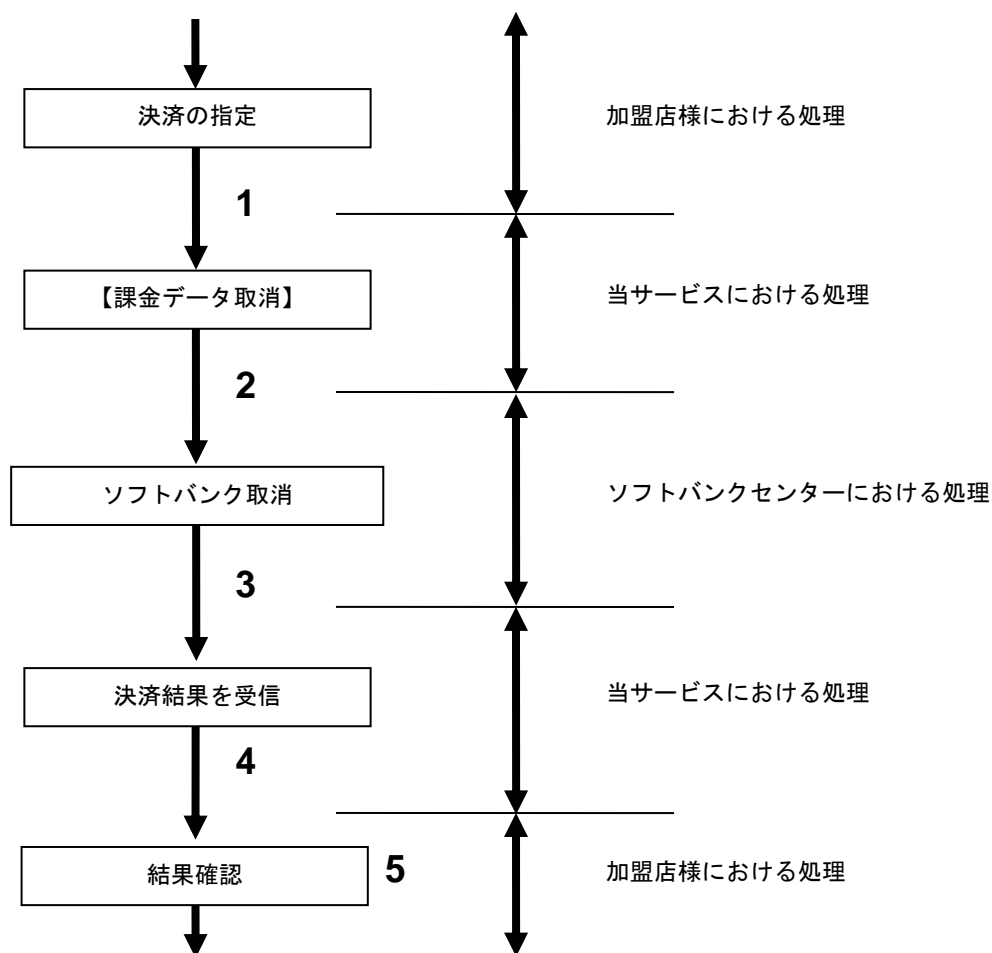 決済の指定
加盟店様における処理
1
【課金データ取消】
当サービスにおける処理
2
ソフトバンク取消
ソフトバンクセンターにおける処理
3
決済結果を受信
当サービスにおける処理
4
結果確認
5
加盟店様における処理